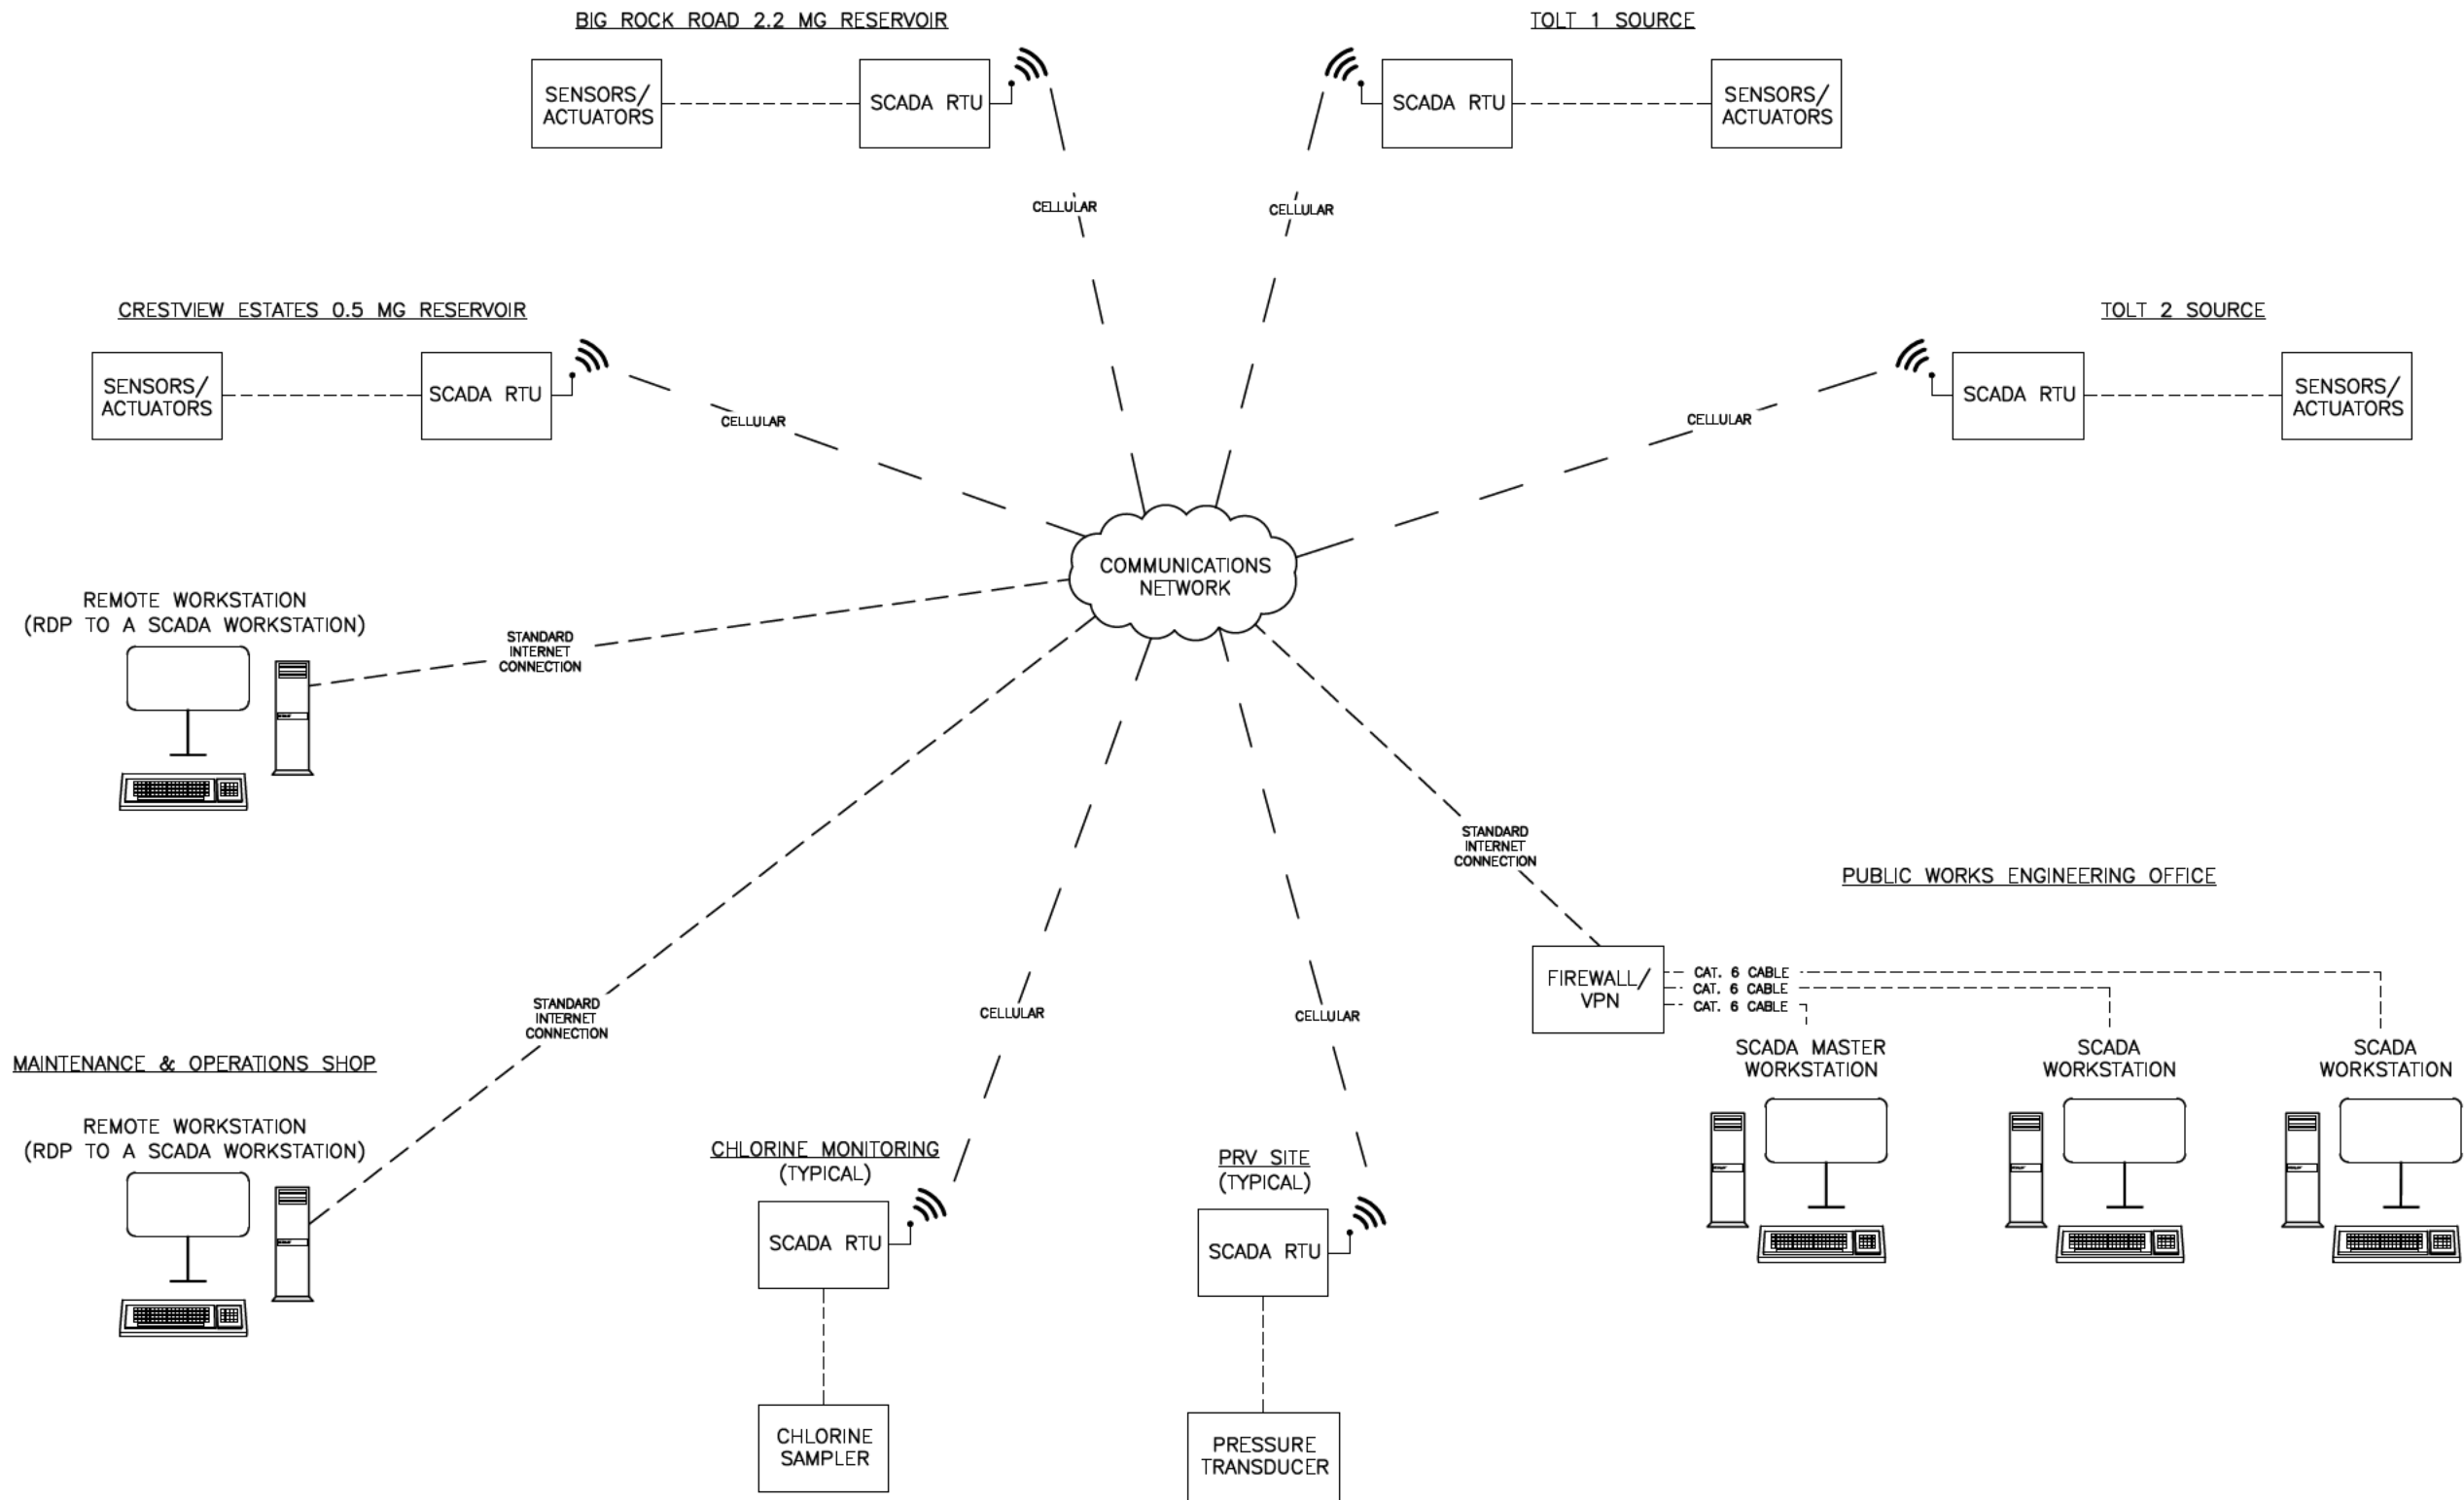 BIG ROCK ROAD 2.2 MG RESERVOIR
SENSORS/
ACTUATORS
SCADA RTU
CELLULAR
TOLT 1 SOURCE
SCADA RTU
SENSORS/
ACTUATORS
CELLULAR
CRESTVIEW ESTATES 0.5 MG RESERVOIR
SENSORS/
ACTUATORS
SCADA RTU
CELLULAR
TOLT 2 SOURCE
SCADA RTU
SENSORS/
ACTUATORS
CELLULAR
COMMUNICATIONS
NETWORK
REMOTE WORKSTATION
(RDP TO A SCADA WORKSTATION)
STANDARD
INTERNET
CONNECTION
STANDARD
INTERNET
CONNECTION
PUBLIC WORKS ENGINEERING OFFICE
FIREWALL/
VPN
CAT. 6 CABLE
CAT. 6 CABLE
CAT. 6 CABLE
SCADA MASTER
WORKSTATION
SCADA
WORKSTATION
SCADA
WORKSTATION
STANDARD
INTERNET
CONNECTION
MAINTENANCE & OPERATIONS SHOP
REMOTE WORKSTATION
(RDP TO A SCADA WORKSTATION)
CELLULAR
CHLORINE MONITORING
(TYPICAL)
SCADA RTU
CHLORINE
SAMPLER
CELLULAR
PRV SITE
(TYPICAL)
SCADA RTU
PRESSURE
TRANSDUCER